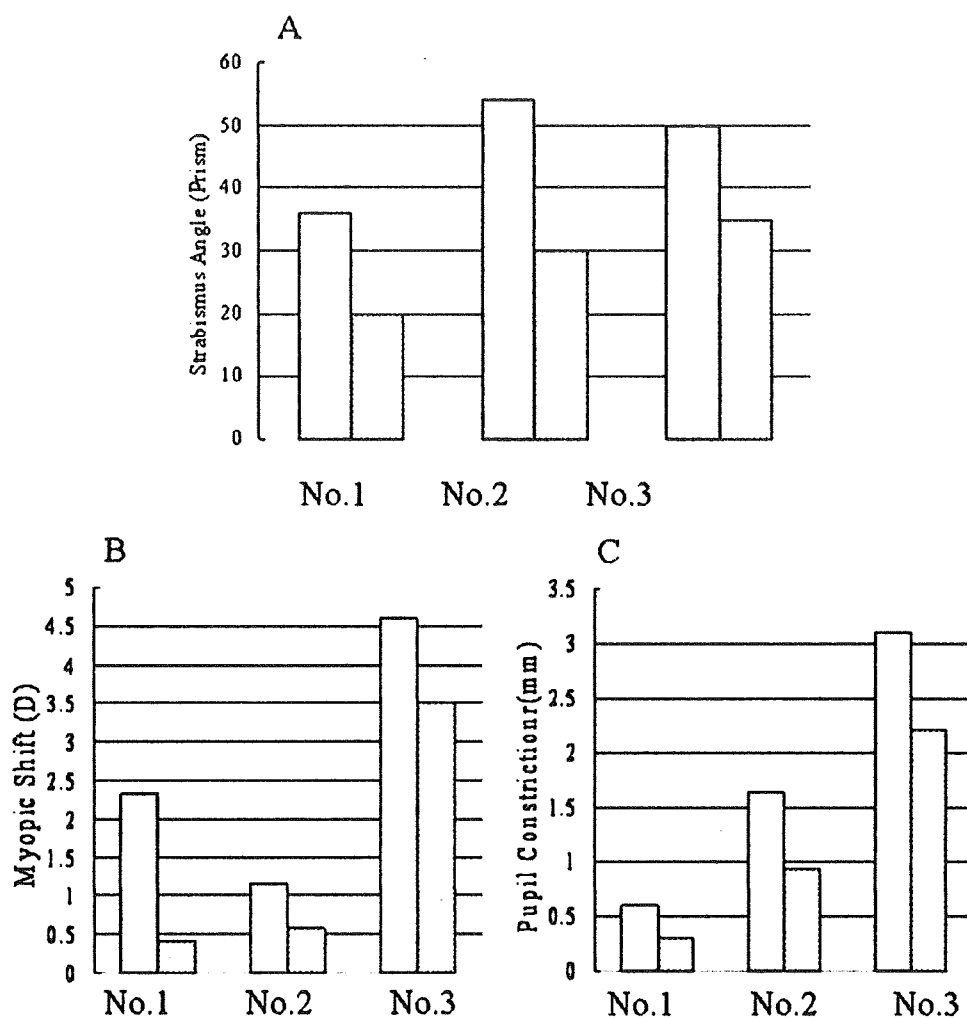 A
Strabismus Angle (Prism)
60
50
40
30
20
10
0
No.1 No.2 No.3
B
Myopic Shift (D)
5
4.5
4
3.5
3
2.5
2
1.5
1
0.5
0
No.1 No.2 No.3
C
Pupil Constrictionr(mm)
3.5
3
2.5
2
1.5
1
0.5
0
No.1 No.2 No.3